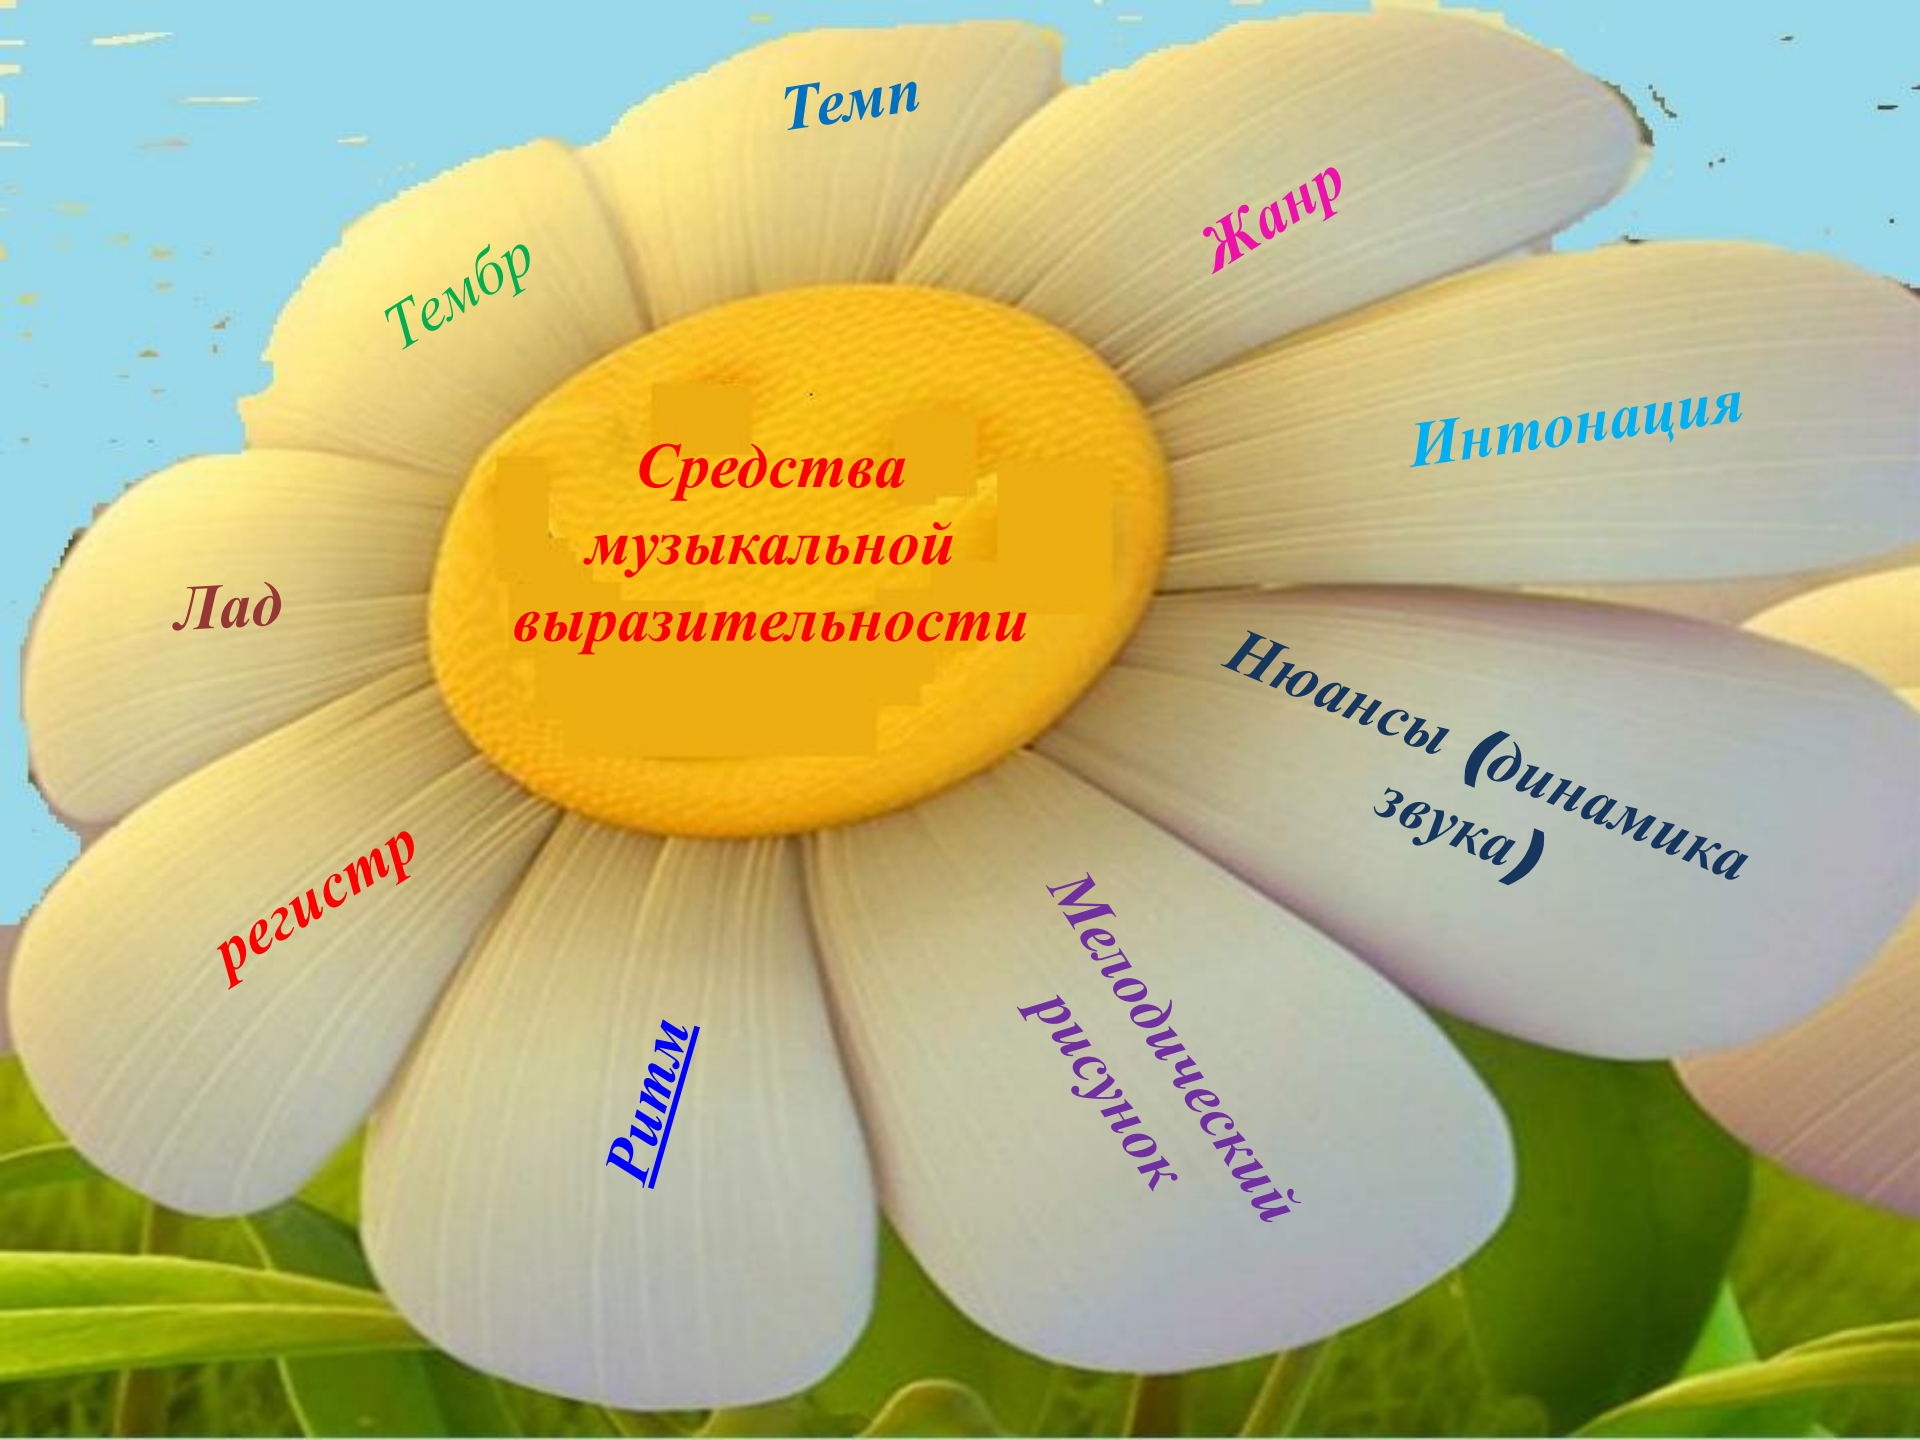 Темп
Жанр
Тембр
Интонация
Средства
музыкальной
выразительности
Лад
Нюансы (динамика
звука)
регистр
Мелодический
рисунок
Ритм